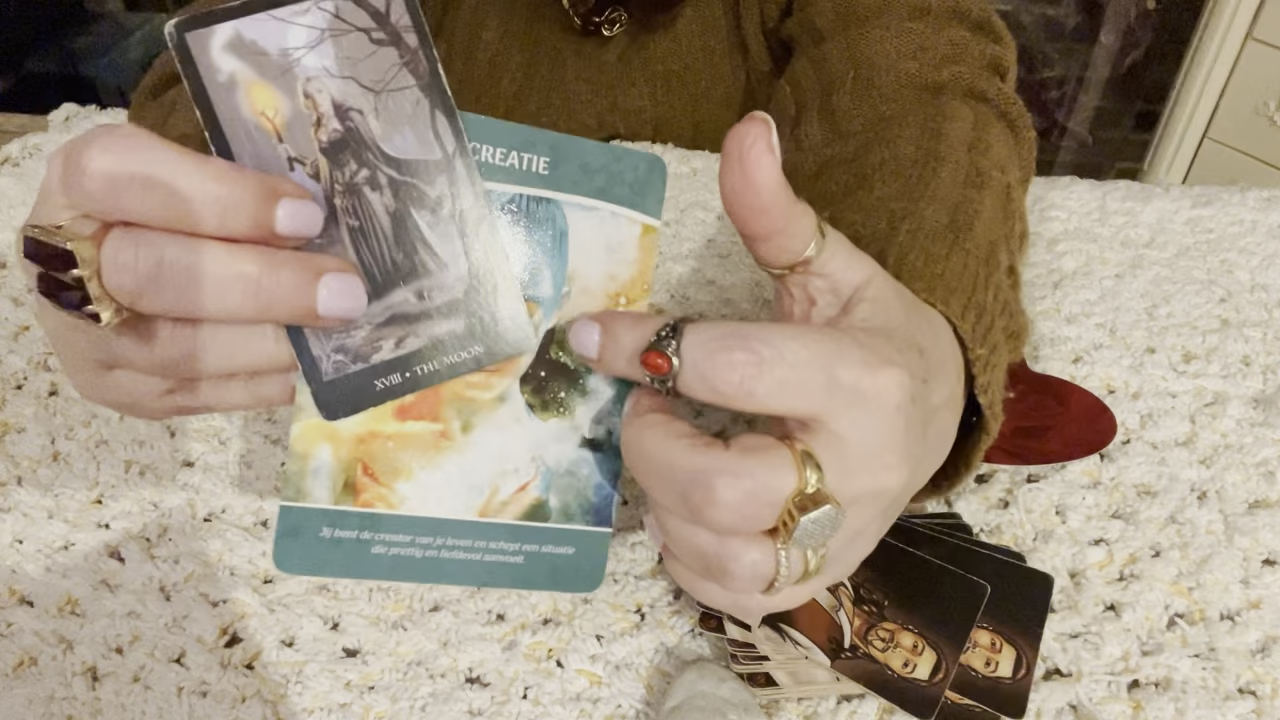 CREATIE
XVIII • THE MOON
Jij bent de creator van je leven en schept een situatie
die prettig en liefdevol aanvoelt.